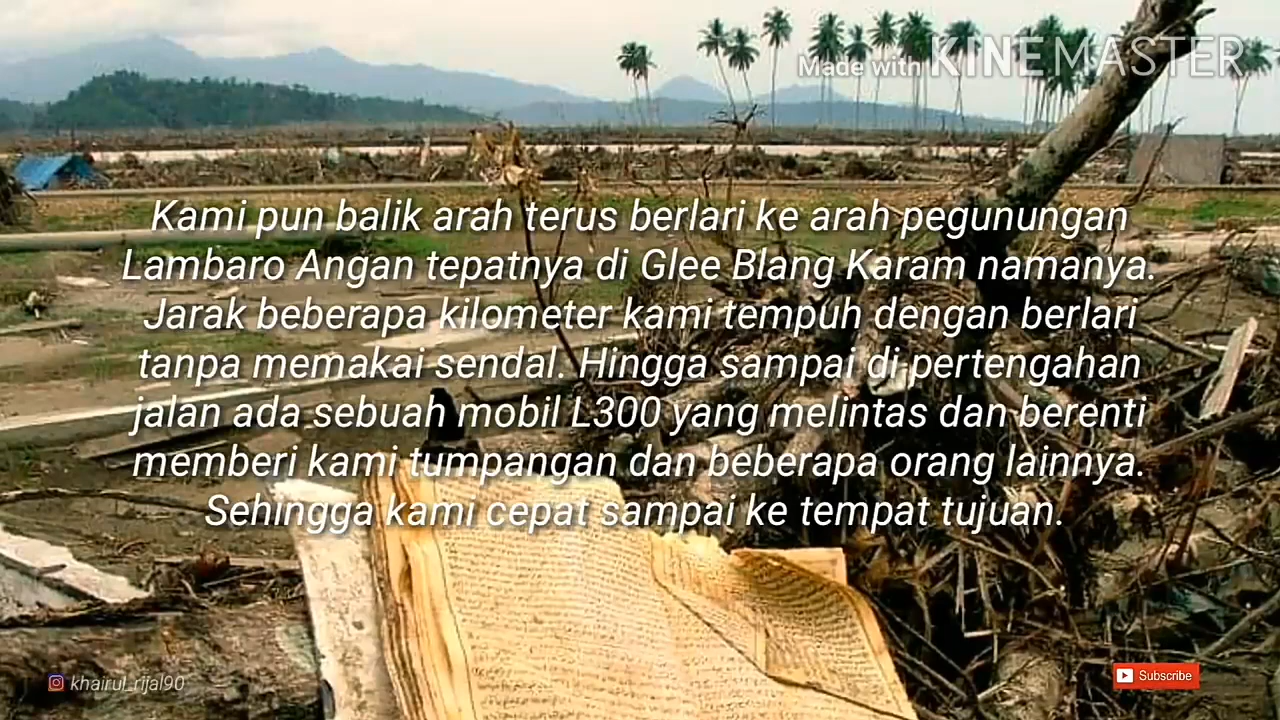 Made with KINEMASTER
Kami pun balik arah terus berlari ke arah pegunungan
Lambaro Angan tepatnya di Glee Blang Karam namanya.
Jarak beberapa kilometer kami tempuh dengan berlari
tanpa memakai sendal. Hingga sampai di pertengahan
jalan ada sebuah mobil L300 yang melintas dan berenti
memberi kami tumpangan dan beberapa orang lainnya.
Sehingga kami cepat sampai ke tempat tujuan.
khairul_rijal90
Subscribe